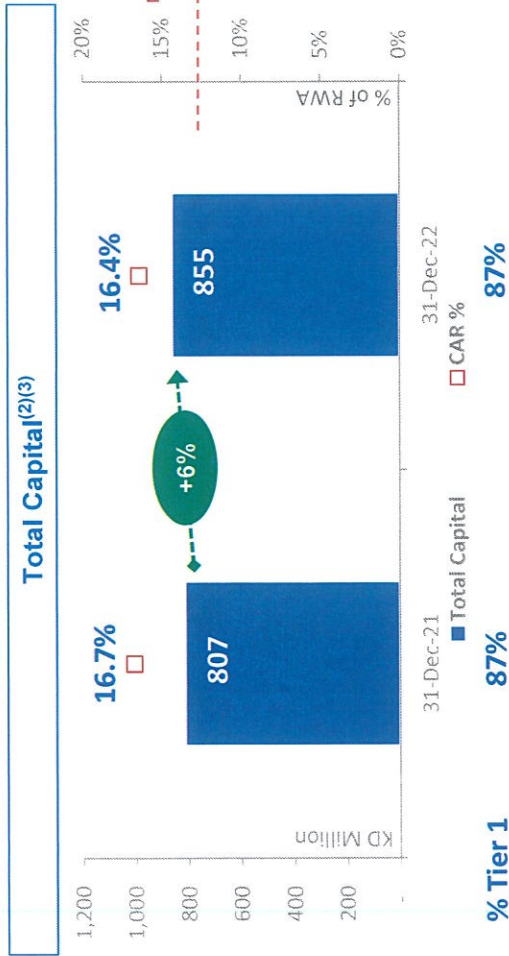 Total Capital(2)(3)
1,200
1,000
800
600
400
200
-
KD Million
16.7%
807
+6%
16.4%
855
20%
15%
10%
5%
0%
% of RWA
31-Dec-21
31-Dec-22
Total Capital
CAR %
% Tier 1
87%
87%